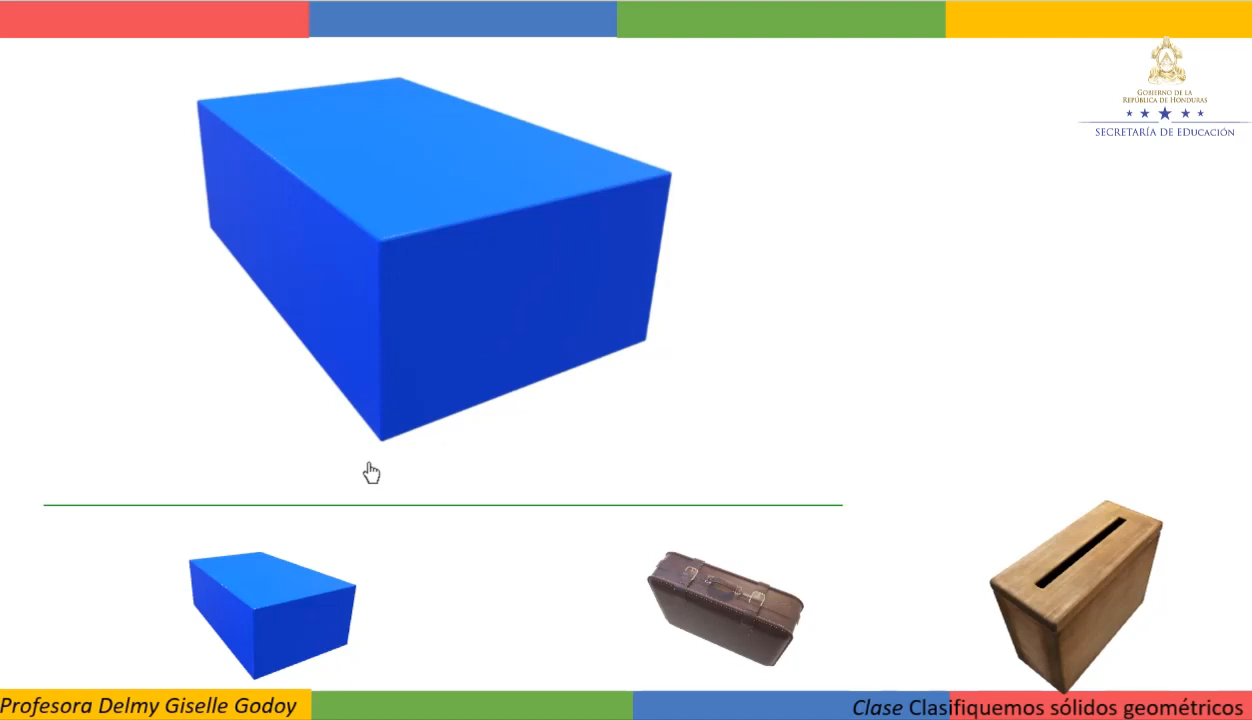 GOBIERNO DE LA
REPÚBLICA DE HONDURAS
SECRETARÍA DE EDUCACIÓN
Profesora Delmy Giselle Godoy
Clase Clasifiquemos sólidos geométricos